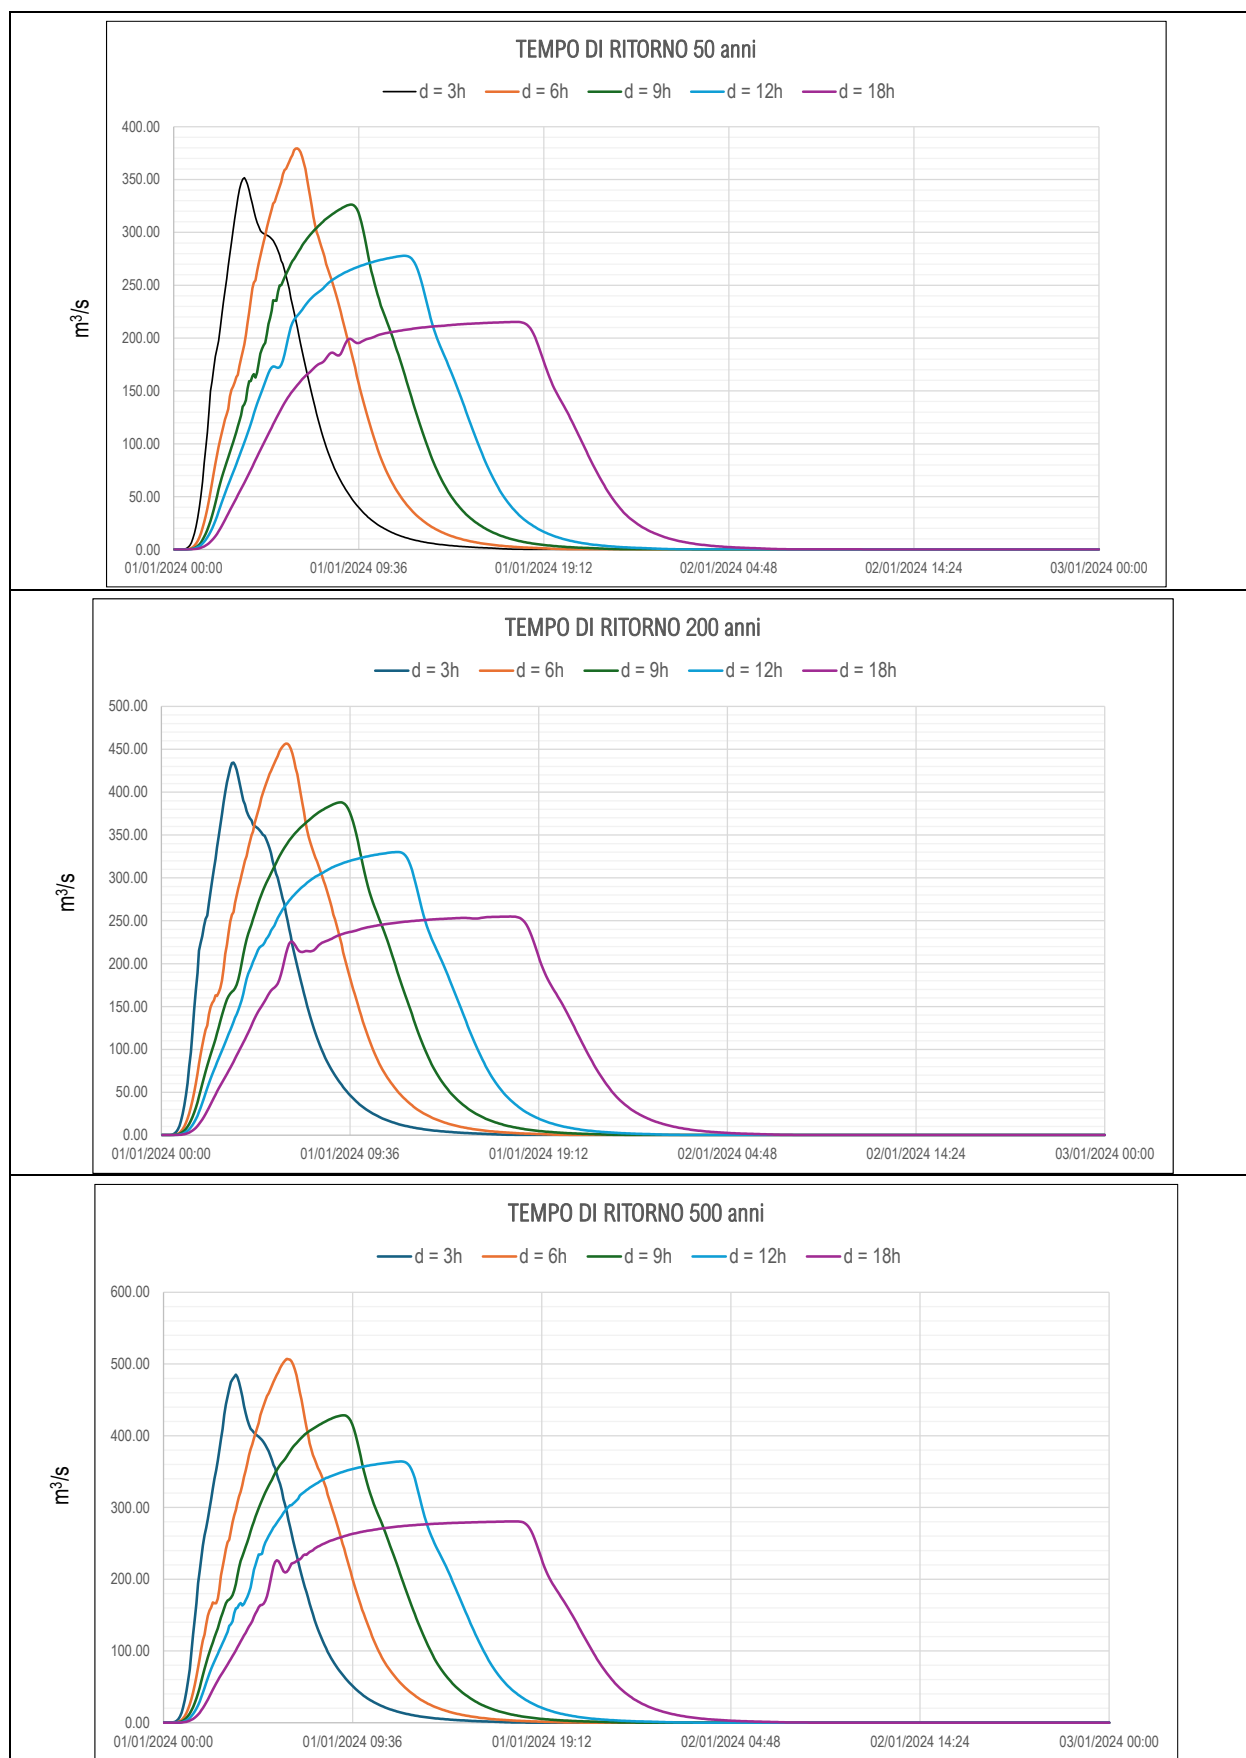 TEMPO DI RITORNO 50 anni
d = 3h d = 6h d = 9h d = 12h d = 18h
400.00
350.00
300.00
250.00
200.00
150.00
100.00
50.00
0.00
m³/s
01/01/2024 00:00 01/01/2024 09:36 01/01/2024 19:12 02/01/2024 04:48 02/01/2024 14:24 03/01/2024 00:00
TEMPO DI RITORNO 200 anni
d = 3h d = 6h d = 9h d = 12h d = 18h
500.00
450.00
400.00
350.00
300.00
250.00
200.00
150.00
100.00
50.00
0.00
m³/s
01/01/2024 00:00 01/01/2024 09:36 01/01/2024 19:12 02/01/2024 04:48 02/01/2024 14:24 03/01/2024 00:00
TEMPO DI RITORNO 500 anni
d = 3h d = 6h d = 9h d = 12h d = 18h
600.00
500.00
400.00
300.00
200.00
100.00
0.00
m³/s
01/01/2024 00:00 01/01/2024 09:36 01/01/2024 19:12 02/01/2024 04:48 02/01/2024 14:24 03/01/2024 00:00